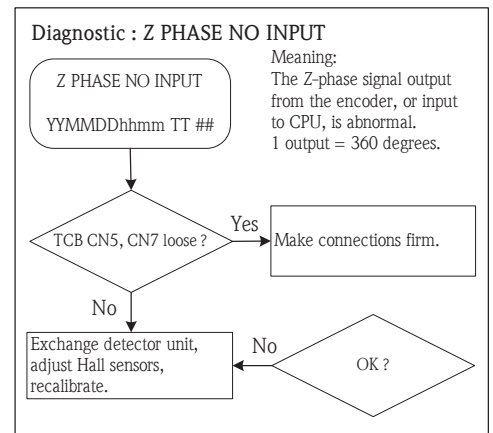 Diagnostic : Z PHASE NO INPUT
Z PHASE NO INPUT
YYMMDDhhmm TT ##
Meaning:
The Z-phase signal output
from the encoder, or input
to CPU, is abnormal.
1 output = 360 degrees.
TCB CN5, CN7 loose ?
Yes
Make connections firm.
No
Exchange detector unit,
adjust Hall sensors,
recalibrate.
No
OK ?